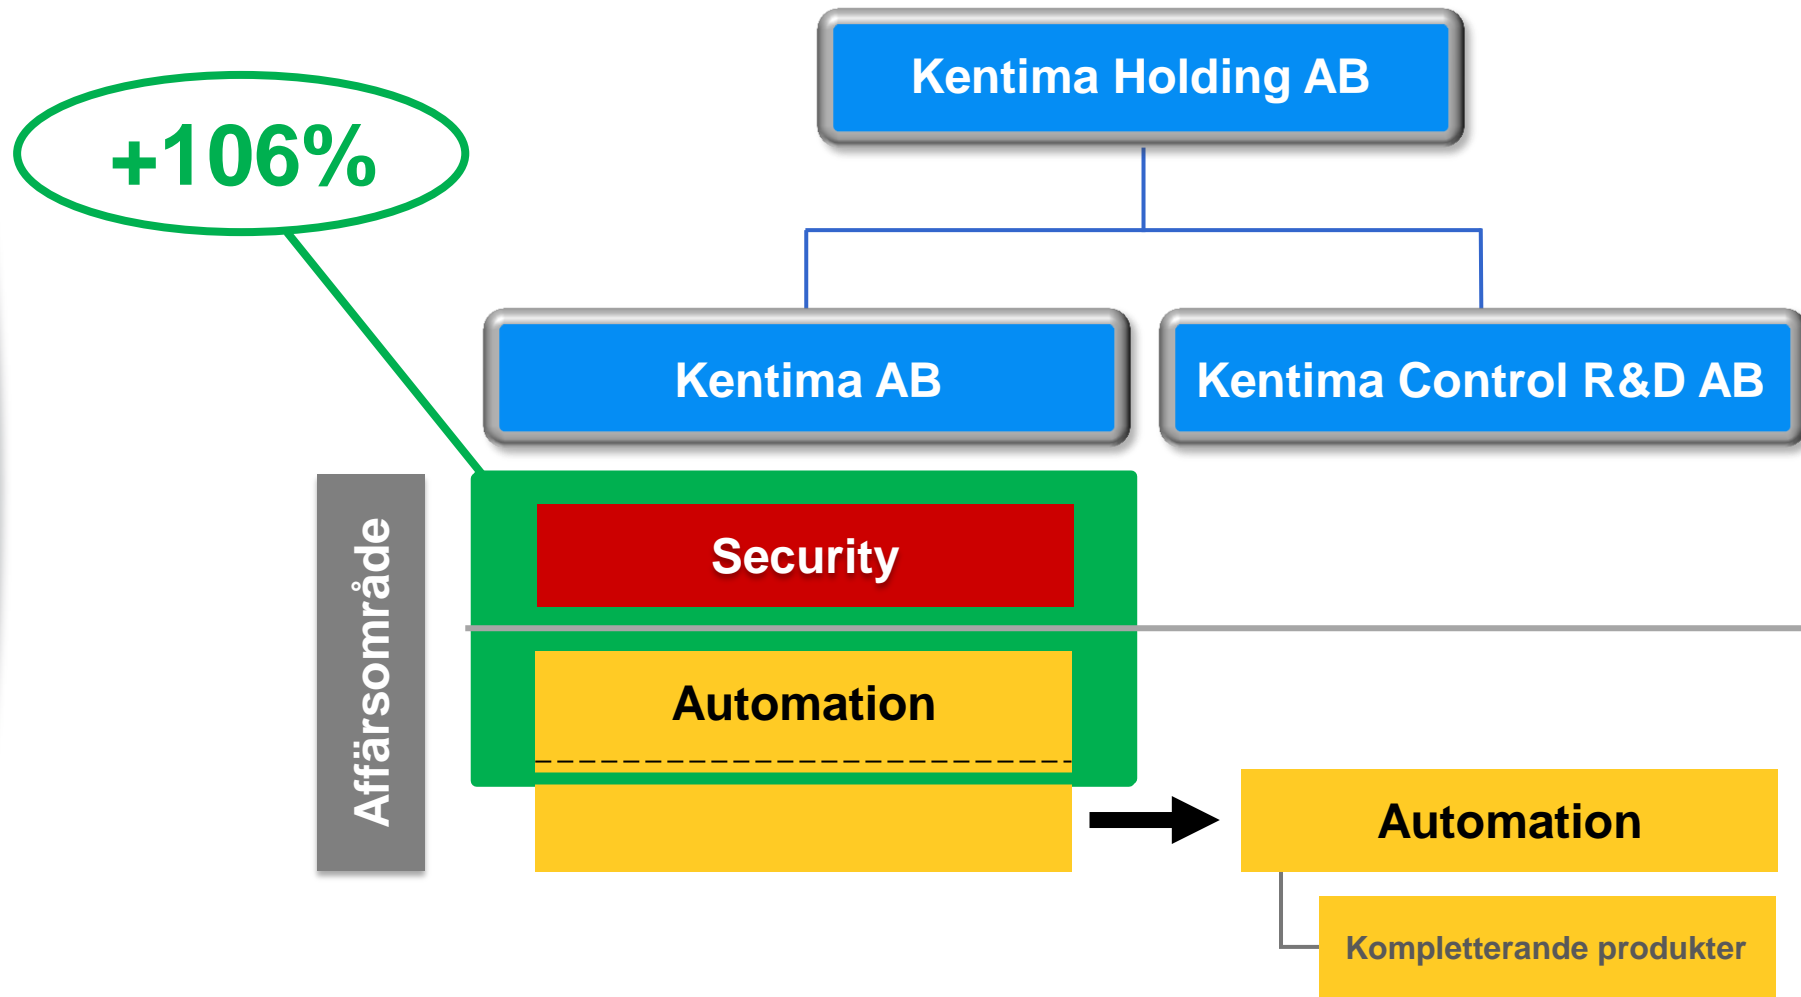 Kentima Holding AB
+106%
Kentima AB
Kentima Control R&D AB
Affärsområde
Security
Automation
Automation
Kompletterande produkter